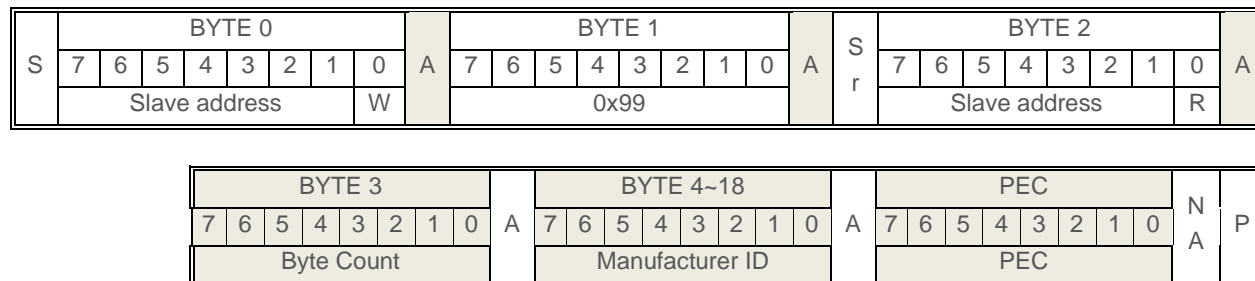 BYTE 0 BYTE 1 BYTE 2
S 7 6 5 4 3 2 1 0 A 7 6 5 4 3 2 1 0 A Sr 7 6 5 4 3 2 1 0 A
Slave address W 0x99 Slave address R
BYTE 3 BYTE 4~18 PEC
7 6 5 4 3 2 1 0 A 7 6 5 4 3 2 1 0 A 7 6 5 4 3 2 1 0 NA P
Byte Count Manufacturer ID PEC